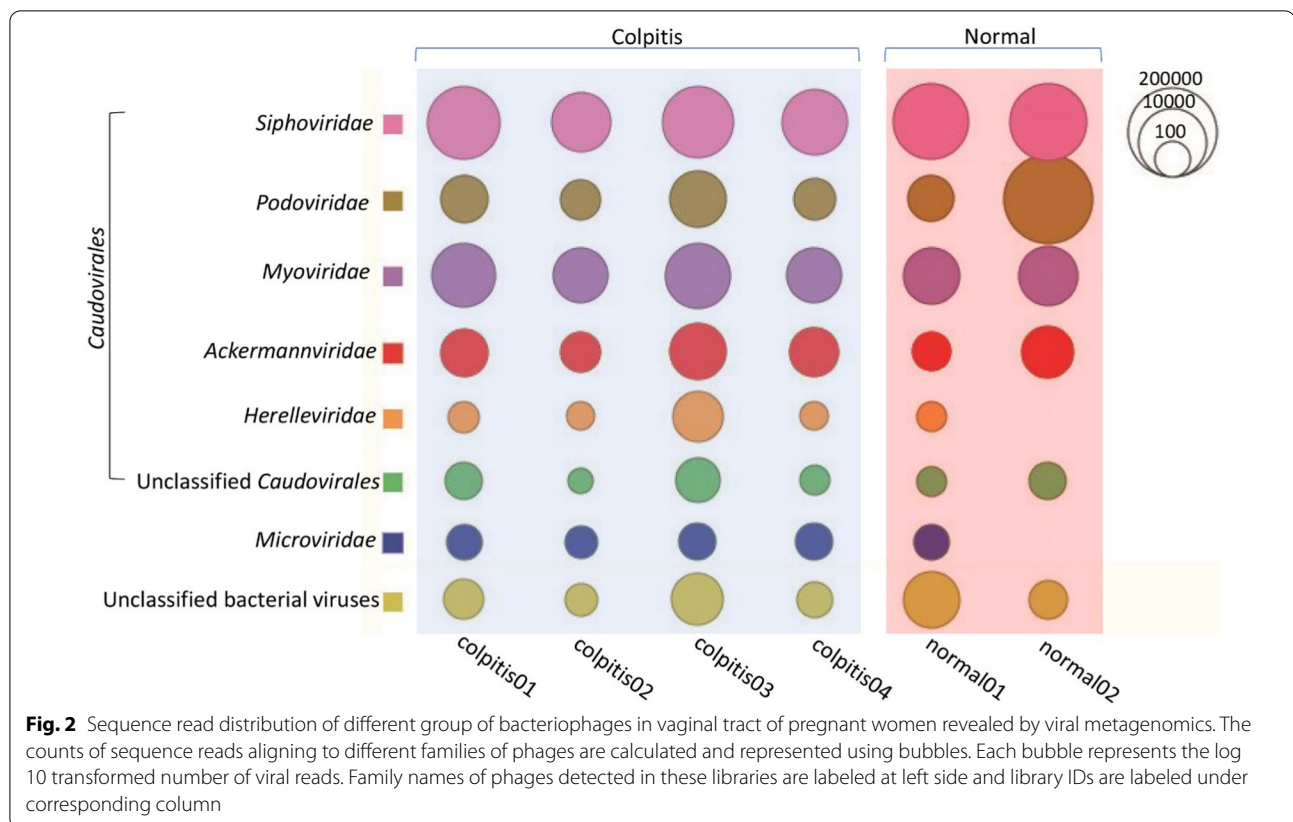 Colpitis
Normal
200000
10000
100
Siphoviridae
Podoviridae
Myoviridae
Caudovirales
Ackermannviridae
Herelleviridae
Unclassified Caudovirales
Microviridae
Unclassified bacterial viruses
colpitis01
colpitis02
colpitis03
colpitis04
normal01
normal02
Fig. 2 Sequence read distribution of different group of bacteriophages in vaginal tract of pregnant women revealed by viral metagenomics. The
counts of sequence reads aligning to different families of phages are calculated and represented using bubbles. Each bubble represents the log
10 transformed number of viral reads. Family names of phages detected in these libraries are labeled at left side and library IDs are labeled under
corresponding column